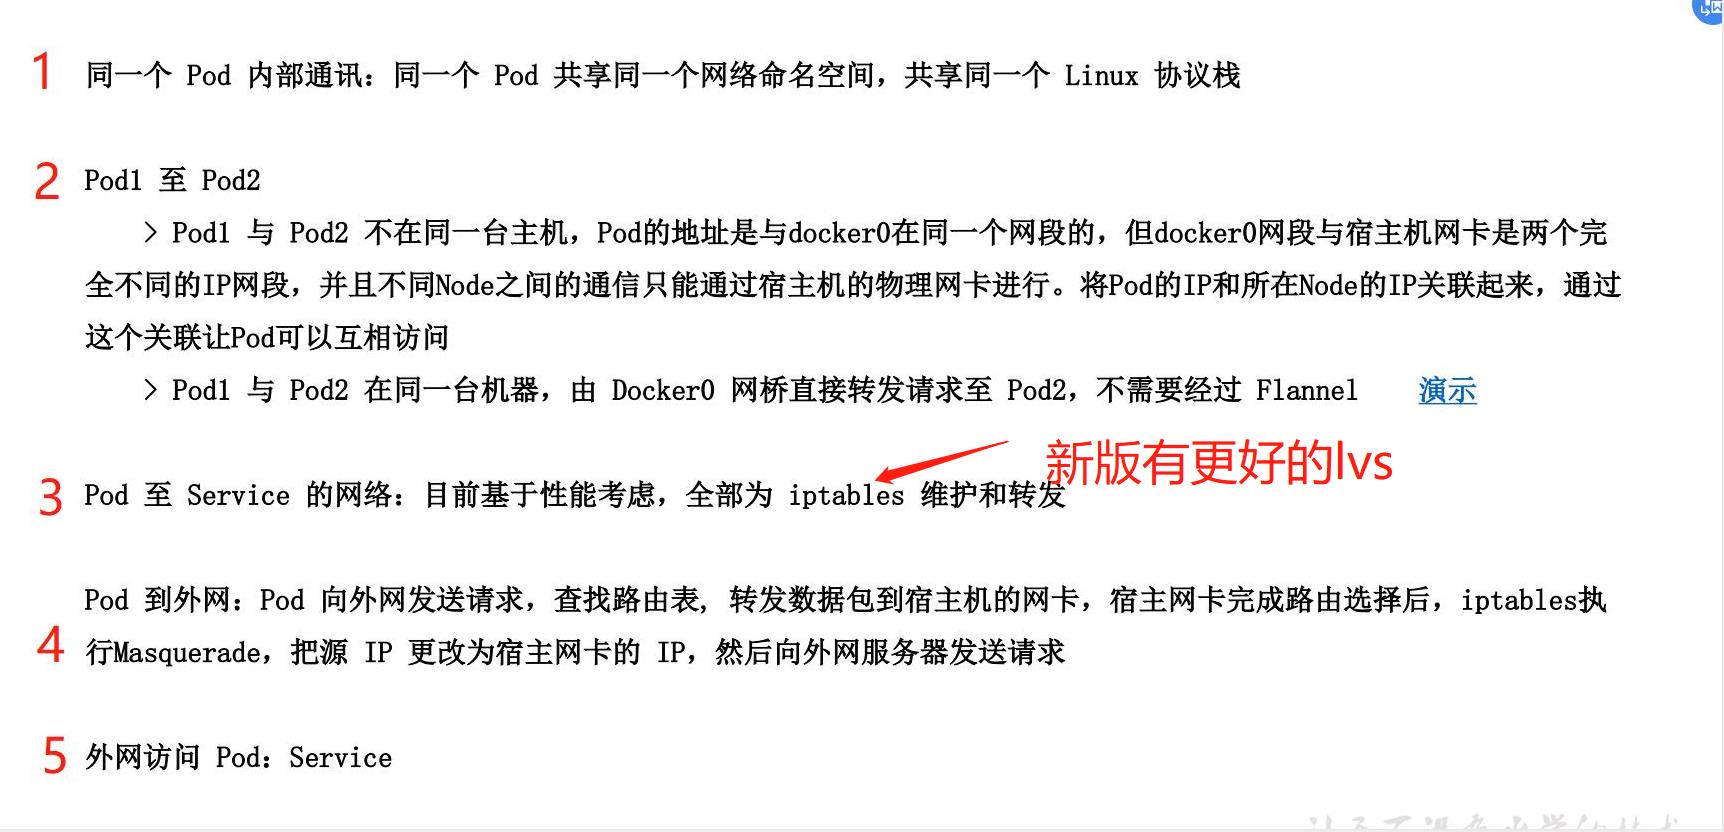 1 同一个 Pod 内部通讯：同一个 Pod 共享同一个网络命名空间，共享同一个 Linux 协议栈
2 Pod1 至 Pod2
> Pod1 与 Pod2 不在同一台主机，Pod的地址是与docker0在同一个网段的，但docker0网段与宿主机网卡是两个完
全不同的IP网段，并且不同Node之间的通信只能通过宿主机的物理网卡进行。将Pod的IP和所在Node的IP关联起来，通过
这个关联让Pod可以互相访问
> Pod1 与 Pod2 在同一台机器，由 Docker0 网桥直接转发请求至 Pod2，不需要经过 Flannel 演示
新版有更好的lvs
3 Pod 至 Service 的网络：目前基于性能考虑，全部为 iptables 维护和转发
Pod 到外网：Pod 向外网发送请求，查找路由表, 转发数据包到宿主机的网卡，宿主网卡完成路由选择后，iptables执
4 行Masquerade，把源 IP 更改为宿主网卡的 IP，然后向外网服务器发送请求
5 外网访问 Pod：Service